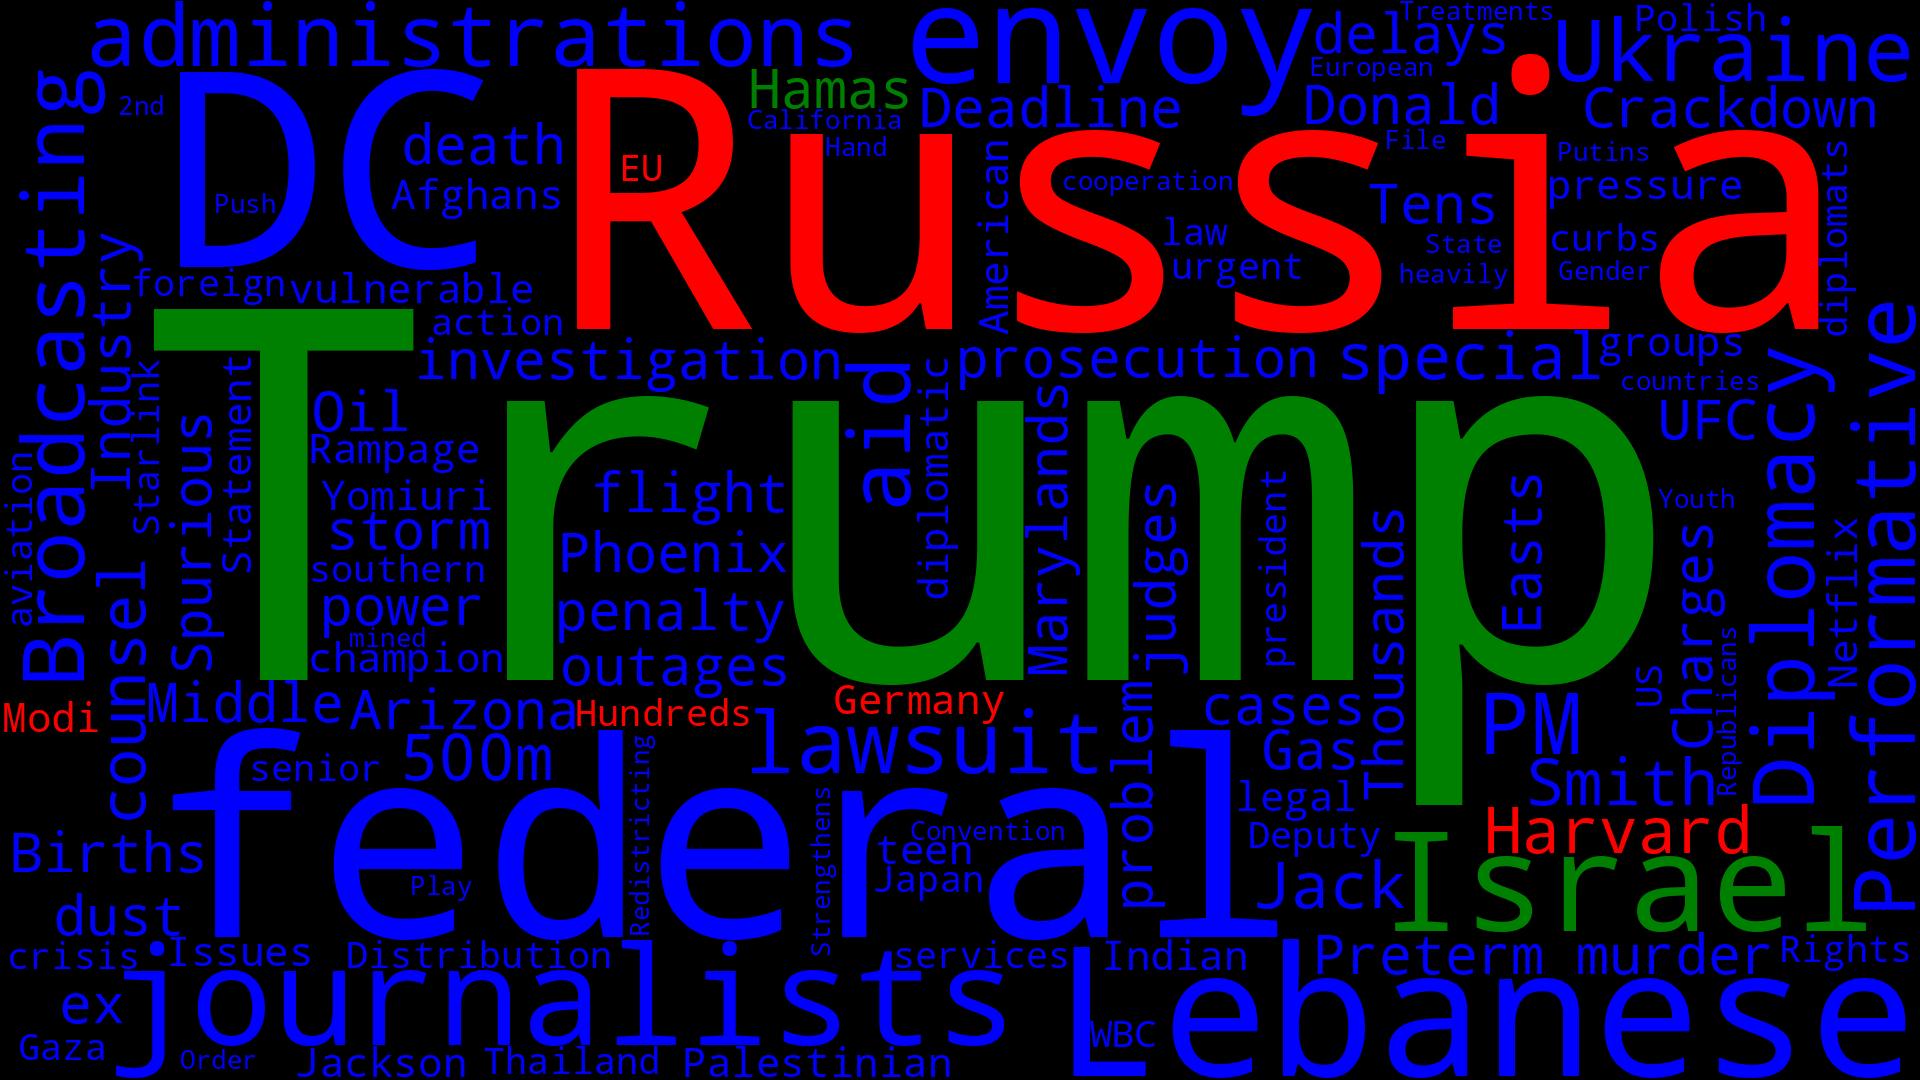 administrations
envoy
delays
Treatments
Polish
Ukraine
European
2nd
DC
Russia
Hamas
California
Hand
Deadline
Donald
Crackdown
death
Afghans
EU
Push
American
cooperation
File
Putins
Tens
pressure
diplomats
law
urgent
State
heavily
curbs
Gender
Broadcasting
Industry
foreign
vulnerable
action
Trump
investigation
aid
prosecution
special
groups
countries
UFC
Diplomacy
Performative
aviation
Starlink
Spurious
Statement
Oil
Rampage
Yomiuri
storm
southern
power
mined
champion
flight
Phoenix
penalty
outages
diplomatic
Marylands
judges
president
Thousands
Easts
Youth
Charges
Netflix
US
Republicans
counsel
Modi
Middle
Arizona
Hundreds
Germany
lawsuit
problem
cases
Gas
PM
Smith
senior
500m
federal
Redistricting
Strengthens
Convention
teen
Japan
legal
Deputy
Jack
Harvard
Israel
Births
Play
dust
crisis
Issues
Distribution
services
Indian
Preterm
murder
Rights
journalists
Lebanese
ex
Gaza
Order
Jackson
Thailand
Palestinian
WBC